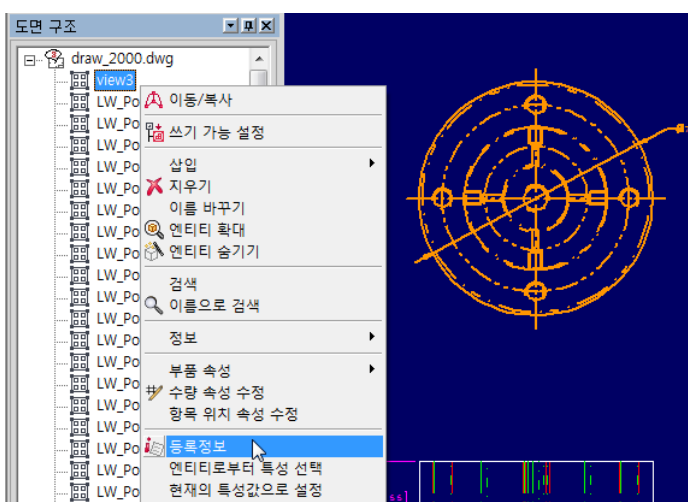 도면 구조
draw_2000.dwg
view3
LW_Po
이동/복사
LW_Po
쓰기 가능 설정
LW_Po
LW_Po
삽입
LW_Po
지우기
LW_Po
이름 바꾸기
LW_Po
엔티티 확대
LW_Po
엔티티 숨기기
LW_Po
검색
LW_Po
이름으로 검색
LW_Po
LW_Po
정보
LW_Po
부품 속성
LW_Po
수량 속성 수정
LW_Po
항목 위치 속성 수정
LW_Po
LW_Po
등록정보
LW_Po
엔티티로부터 특성 선택
LW_Po
현재의 특성값으로 설정
ss]